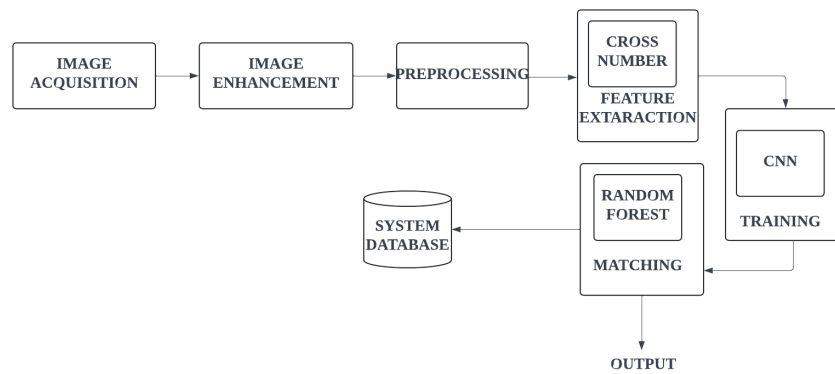 IMAGE
ACQUISITION
IMAGE
ENHANCEMENT
PREPROCESSING
CROSS
NUMBER
FEATURE
EXTARACTION
CNN
TRAINING
RANDOM
FOREST
MATCHING
SYSTEM
DATABASE
OUTPUT